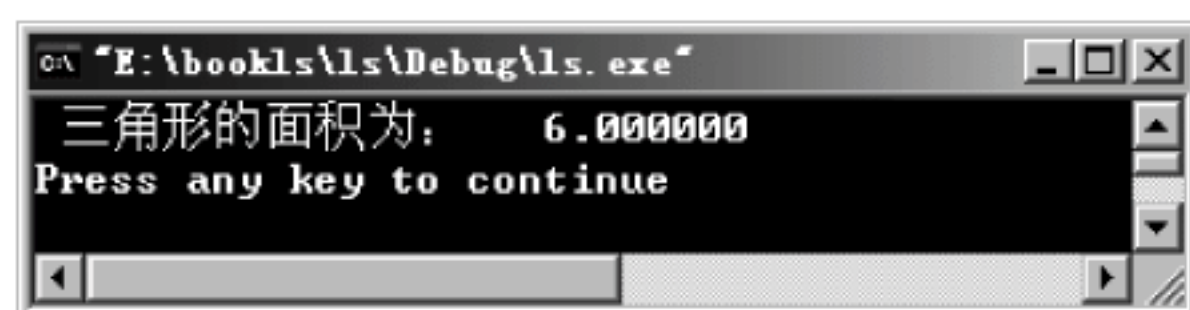 "E:\bookls\ls\Debug\ls.exe"
三角形的面积为： 6.000000
Press any key to continue